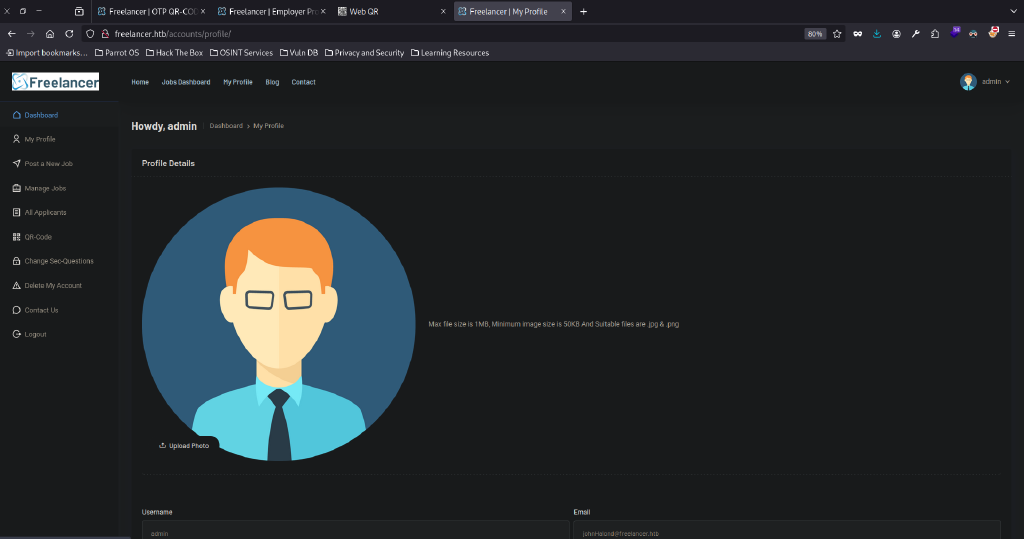 Freelancer | OTP QR-COD
Freelancer | Employer Pro
Web QR
Freelancer | My Profile
freelancer.htb/accounts/profile/
80%
Import bookmarks...
Parrot OS
Hack The Box
OSINT Services
Vuln DB
Privacy and Security
Learning Resources
Freelancer
Home
Jobs Dashboard
My Profile
Blog
Contact
admin
Dashboard
My Profile
Post a New Job
Manage Jobs
All Applicants
QR-Code
Change Sec-Questions
Delete My Account
Contact Us
Logout
Howdy, admin
Dashboard > My Profile
Profile Details
Max file size is 1MB, Minimum Image size is 50KB And Suitable files are .jpg & .png
Upload Photo
Username
Email
admin
johnHalond@freelancer.htb